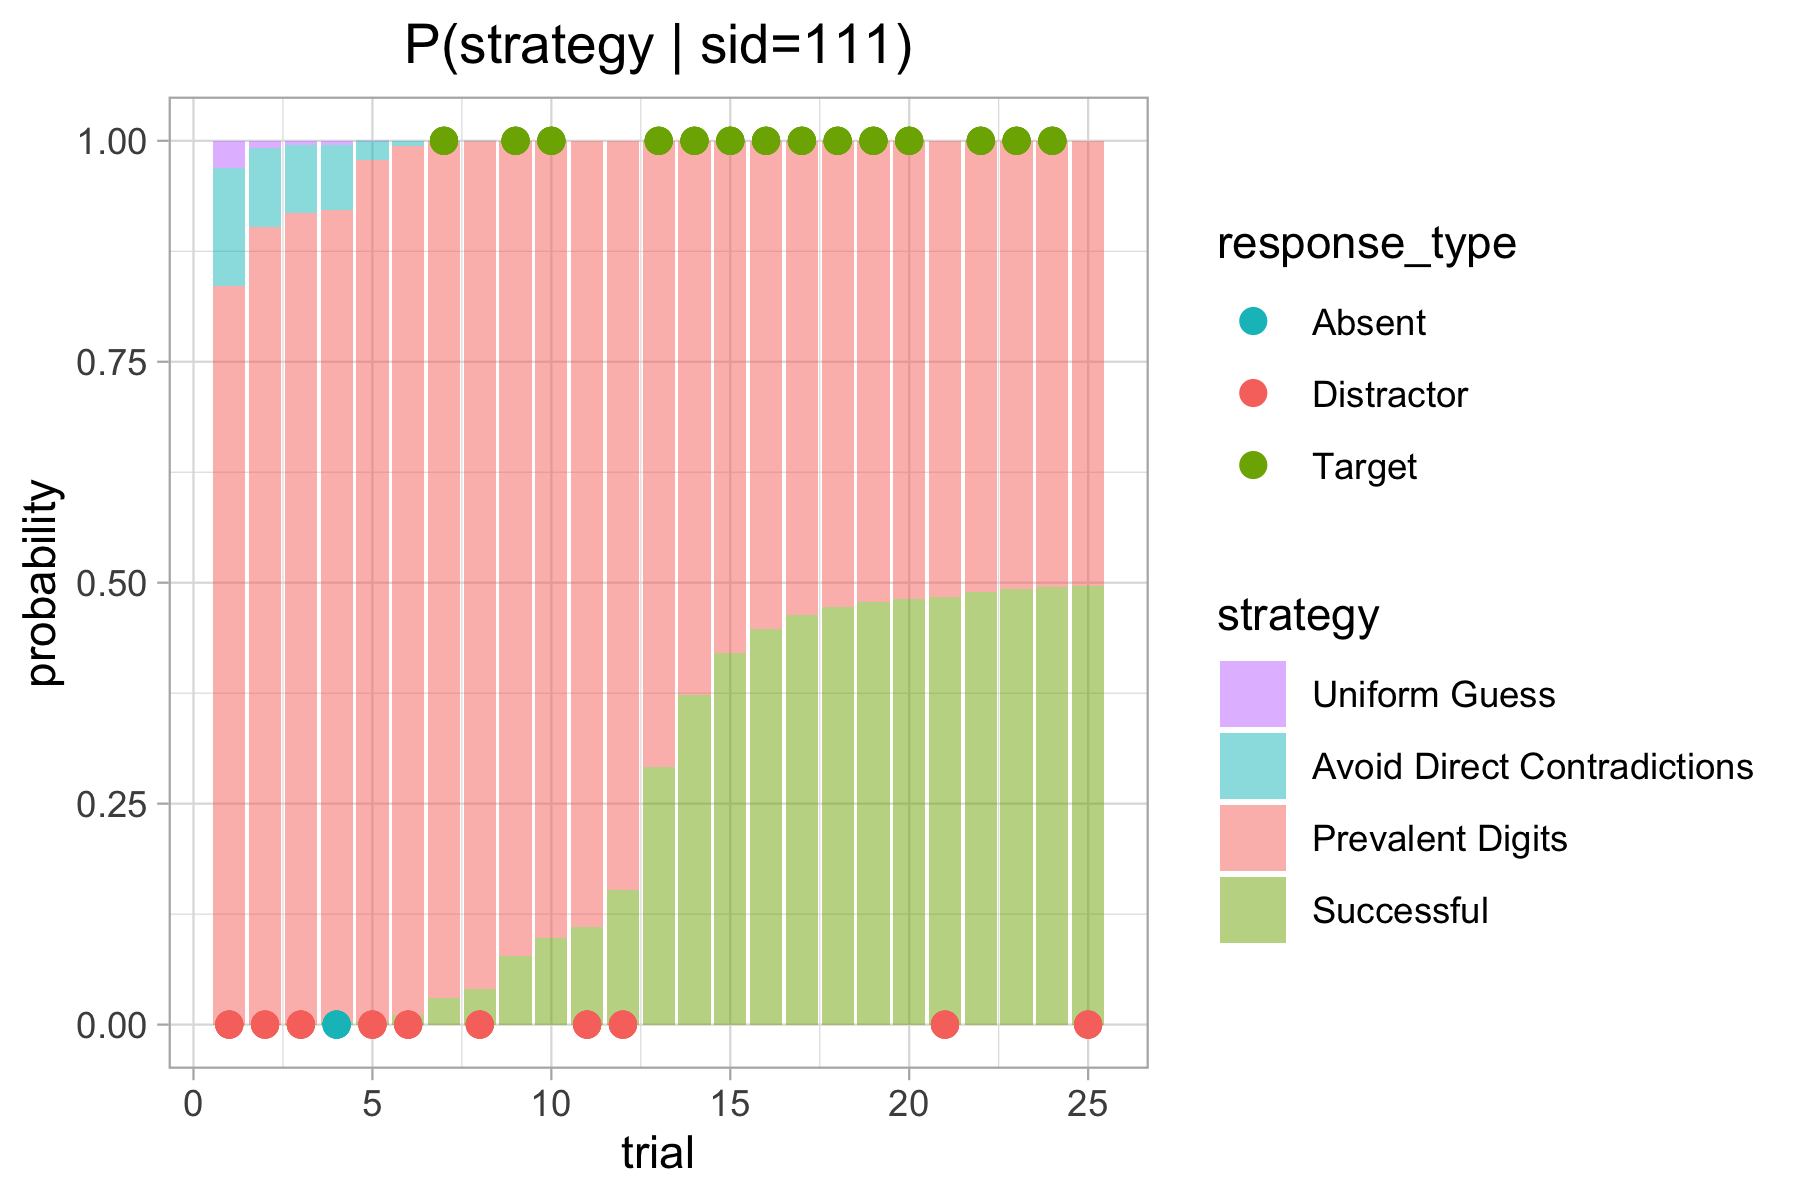 P(strategy | sid=111)
1.00
0.75
0.50
0.25
0.00
probability
0 5 10 15 20 25
trial
response_type
Absent
Distractor
Target
strategy
Uniform Guess
Avoid Direct Contradictions
Prevalent Digits
Successful